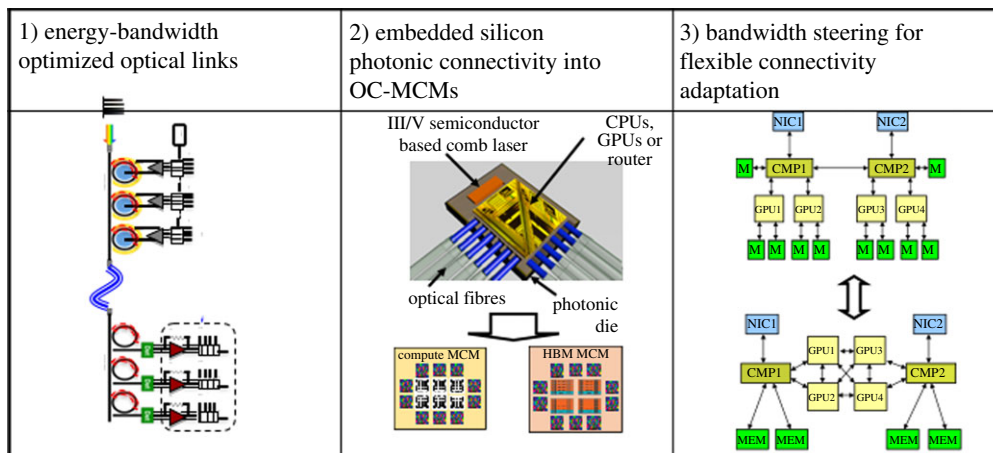 1) energy-bandwidth
optimized optical links
2) embedded silicon
photonic connectivity into
OC-MCMs
3) bandwidth steering for
flexible connectivity
adaptation
III/V semiconductor
based comb laser
CPUs,
GPUs or
router
optical fibres
photonic
die
compute MCM
HBM MCM
NIC1 NIC2
M CMP1 CMP2 M
GPU1 GPU2 GPU3 GPU4
M M M M M M M M
NIC1 NIC2
GPU1 GPU3
CMP1 CMP2
GPU2 GPU4
MEM MEM MEM MEM